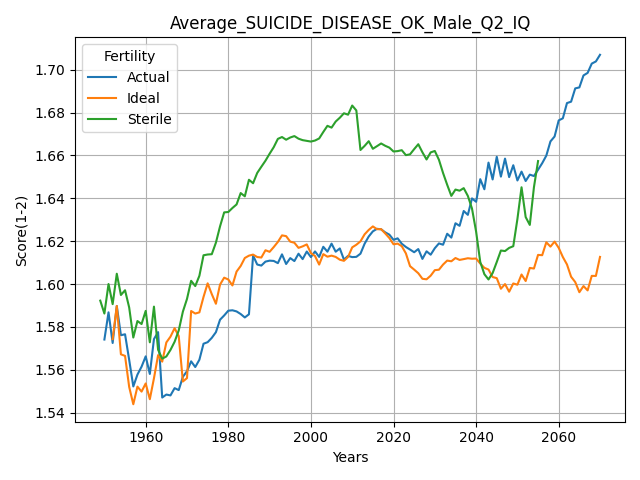 Average_SUICIDE_DISEASE_OK_Male_Q2_IQ
Fertility
Actual
Ideal
Sterile
Score(1-2)
1.70
1.68
1.66
1.64
1.62
1.60
1.58
1.56
1.54
1960
1980
2000
2020
2040
2060
Years